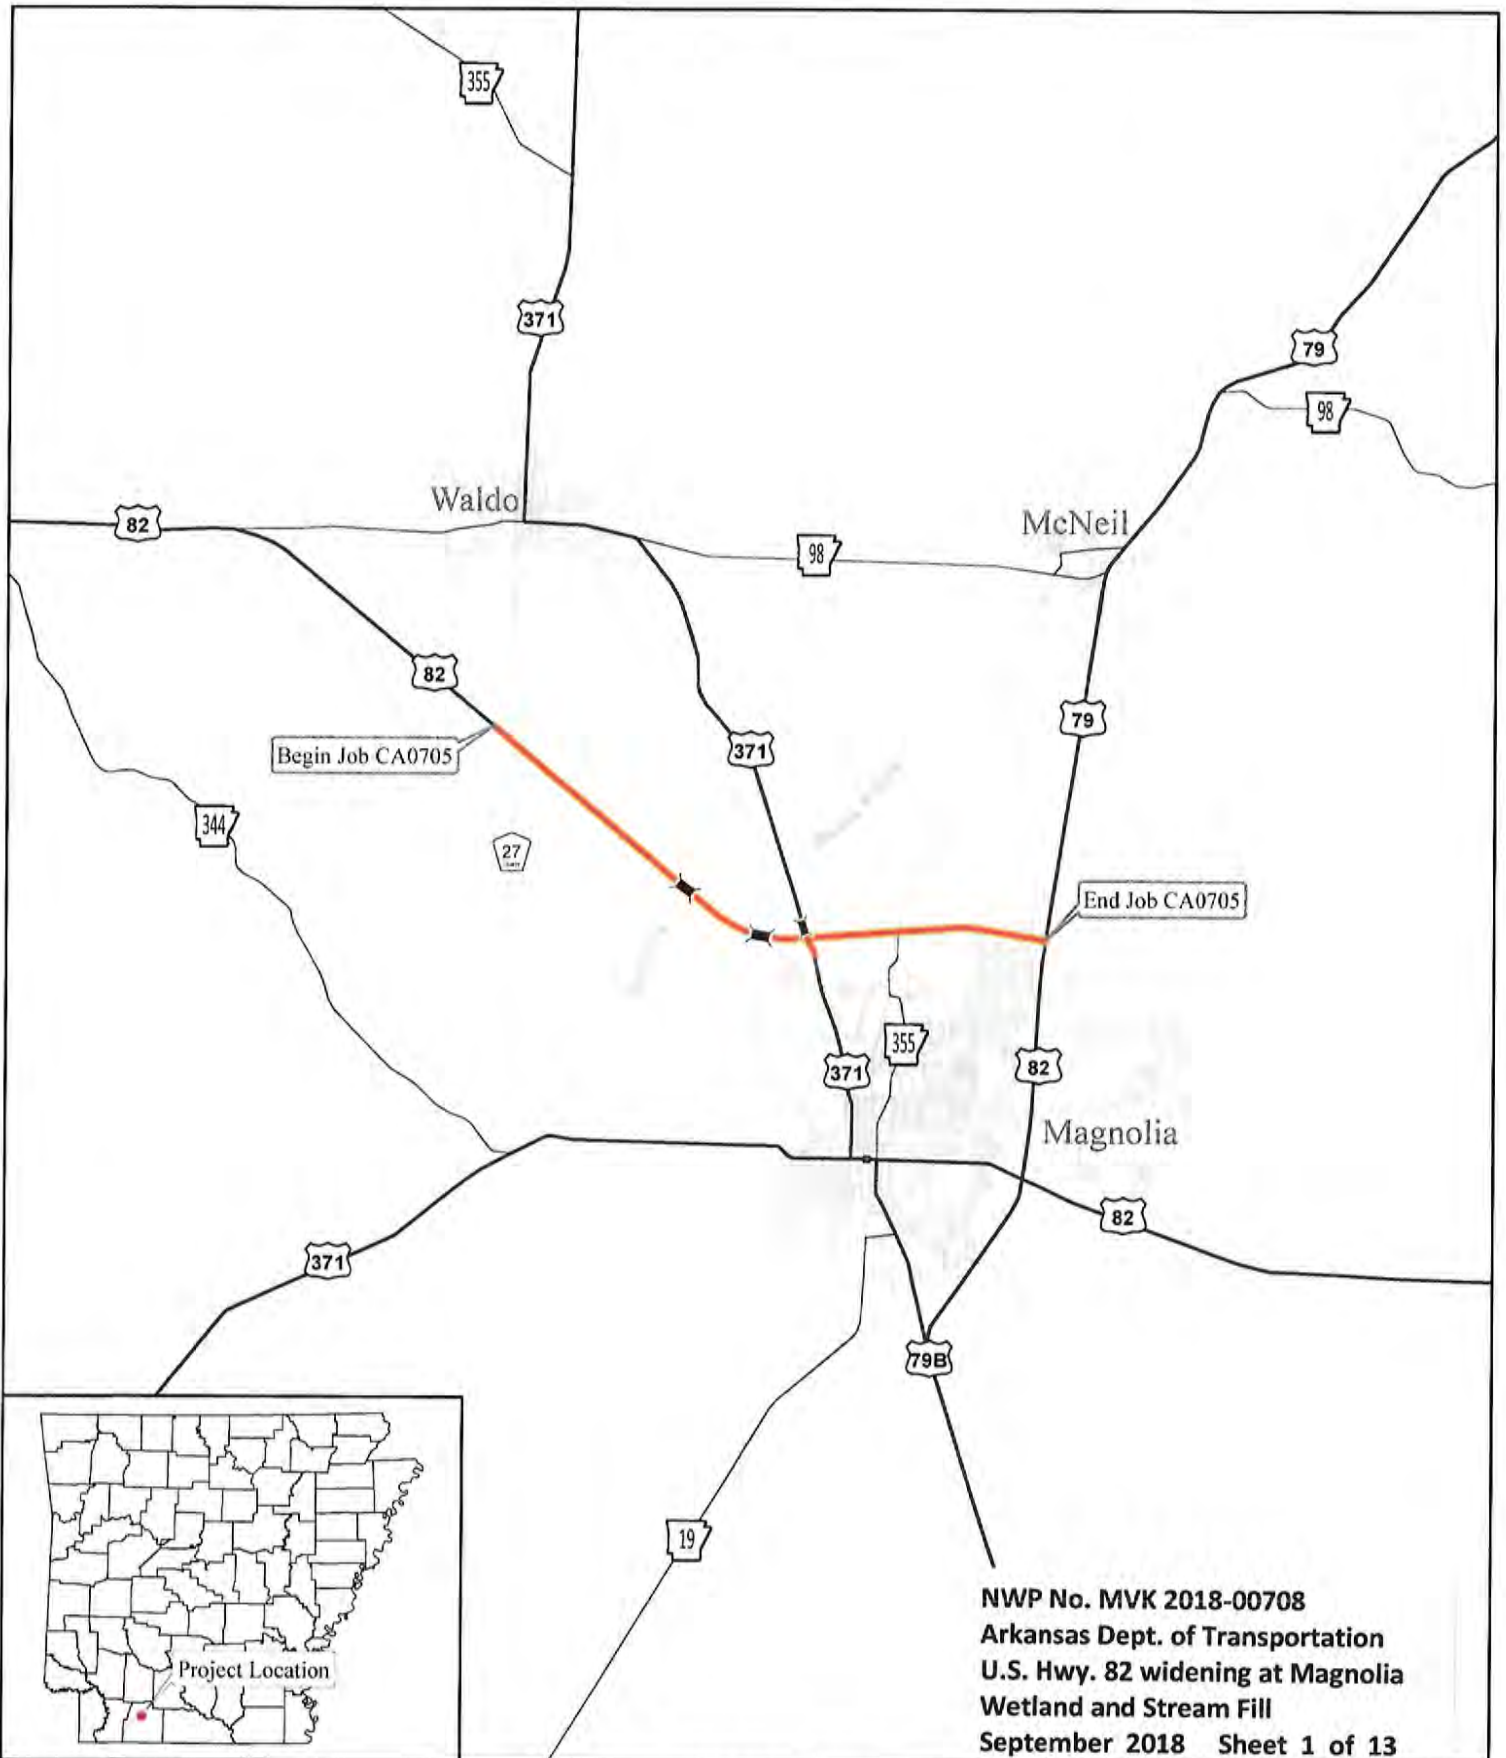 355
371
79
98
Waldo
82
McNeil
98
82
79
371
Begin Job CA0705
344
27
End Job CA0705
355
371
82
Magnolia
82
371
79B
19
Project Location
NWP No. MVK 2018-00708
Arkansas Dept. of Transportation
U.S. Hwy. 82 widening at Magnolia
Wetland and Stream Fill
September 2018 Sheet 1 of 13